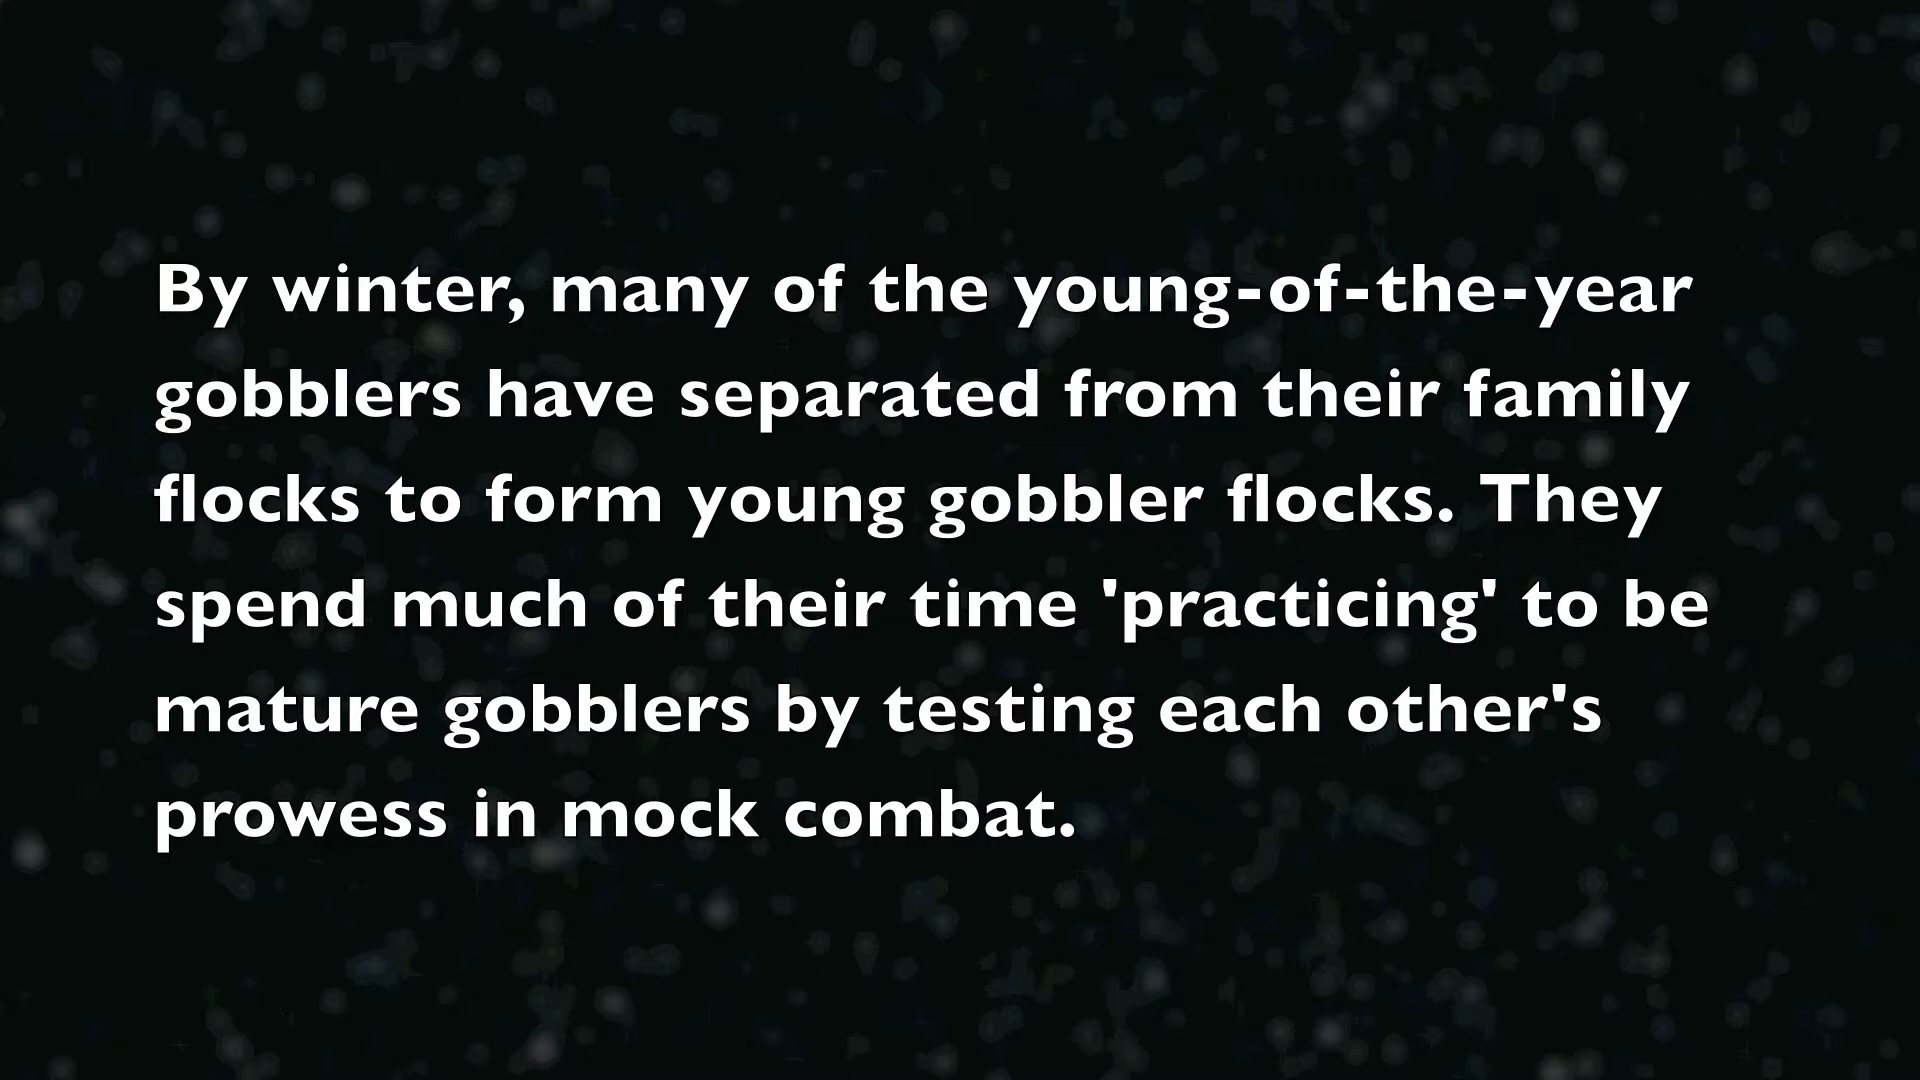 By winter, many of the young-of-the-year
gobblers have separated from their family
flocks to form young gobbler flocks. They
spend much of their time 'practicing' to be
mature gobblers by testing each other's
prowess in mock combat.